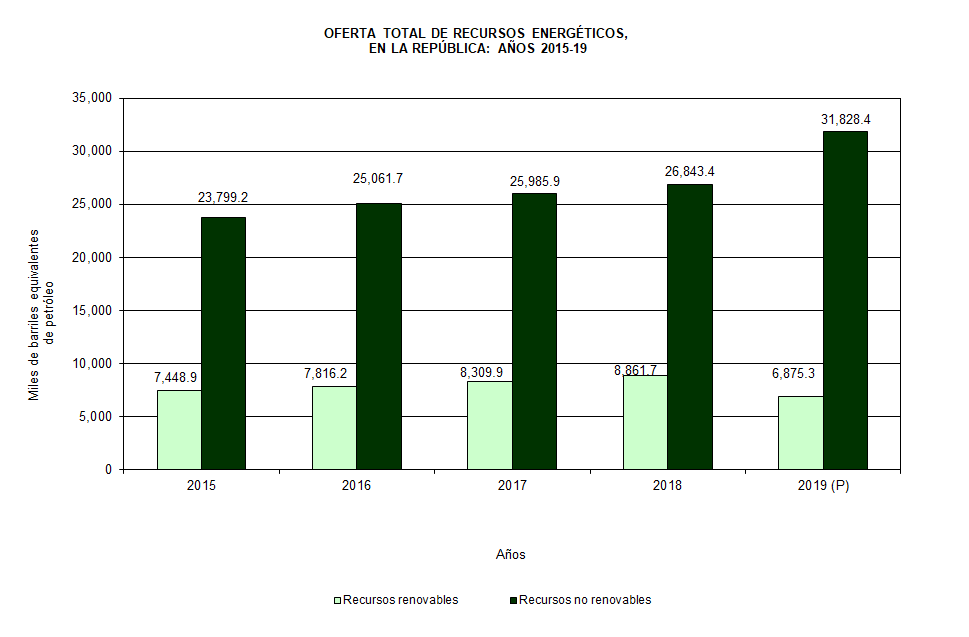 OFERTA TOTAL DE RECURSOS ENERGÉTICOS,
EN LA REPÚBLICA: AÑOS 2015-19
Miles de barriles equivalentes
de petróleo
35,000
30,000
25,000
20,000
15,000
10,000
5,000
0
7,448.9
23,799.2
7,816.2
25,061.7
8,309.9
25,985.9
8,861.7
26,843.4
6,875.3
31,828.4
2015 2016 2017 2018 2019 (P)
Años
Recursos renovables Recursos no renovables